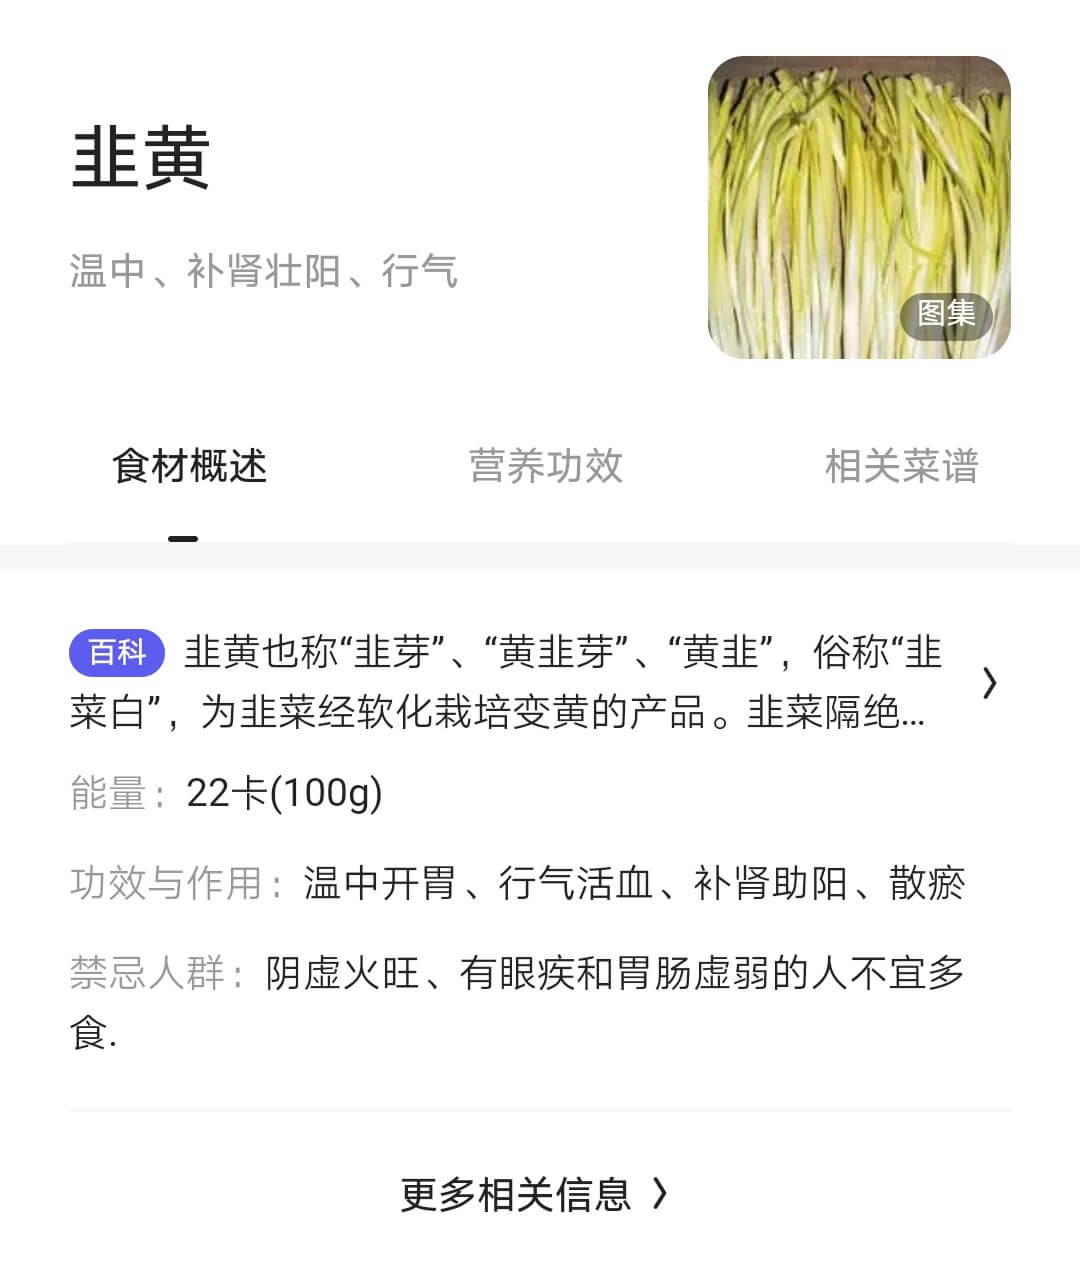 韭黄
温中、补肾壮阳、行气
图集
食材概述 营养功效 相关菜谱
百科 韭黄也称“韭芽”、“黄韭芽”、“黄韭”，俗称“韭
菜白”，为韭菜经软化栽培变黄的产品。韭菜隔绝...
能量：22卡(100g)
功效与作用：温中开胃、行气活血、补肾助阳、散瘀
禁忌人群：阴虚火旺、有眼疾和胃肠虚弱的人不宜多
食.
更多相关信息